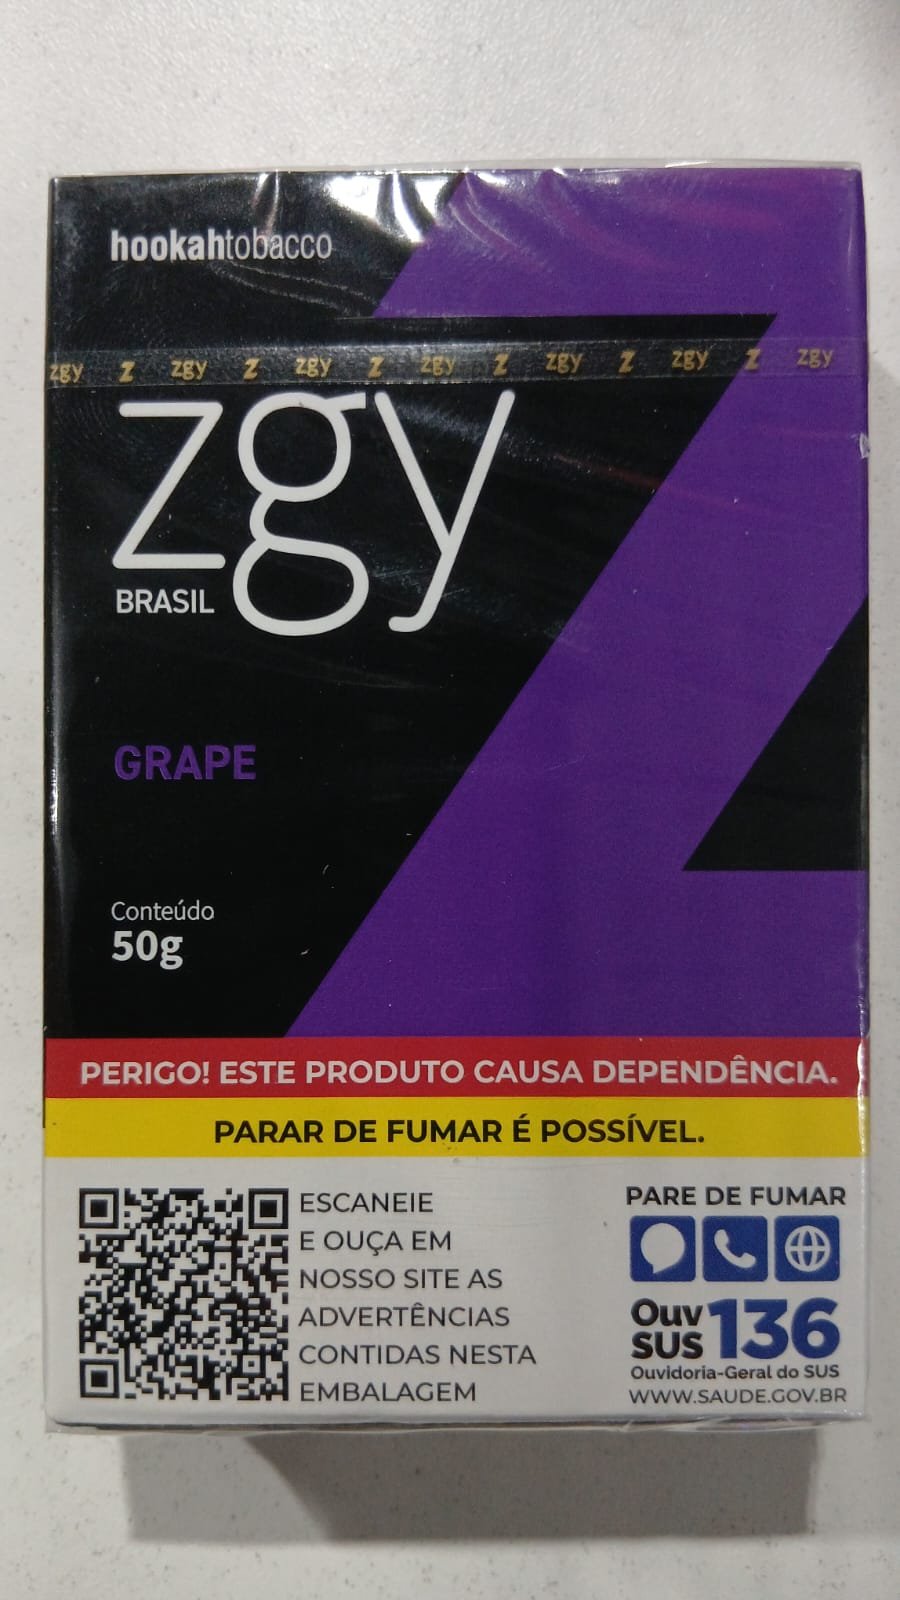 hookahtobacco
zgy Z zgy Z zgy Z zgy Z zgy Z zgy Z zgy
zgy
BRASIL
GRAPE
Conteúdo
50g
PERIGO! ESTE PRODUTO CAUSA DEPENDÊNCIA.
PARAR DE FUMAR É POSSÍVEL.
ESCANEIE
E OUÇA EM
NOSSO SITE AS
ADVERTÊNCIAS
CONTIDAS NESTA
EMBALAGEM
PARE DE FUMAR
Ouv
SUS 136
Ouvidoria-Geral do SUS
WWW.SAUDE.GOV.BR